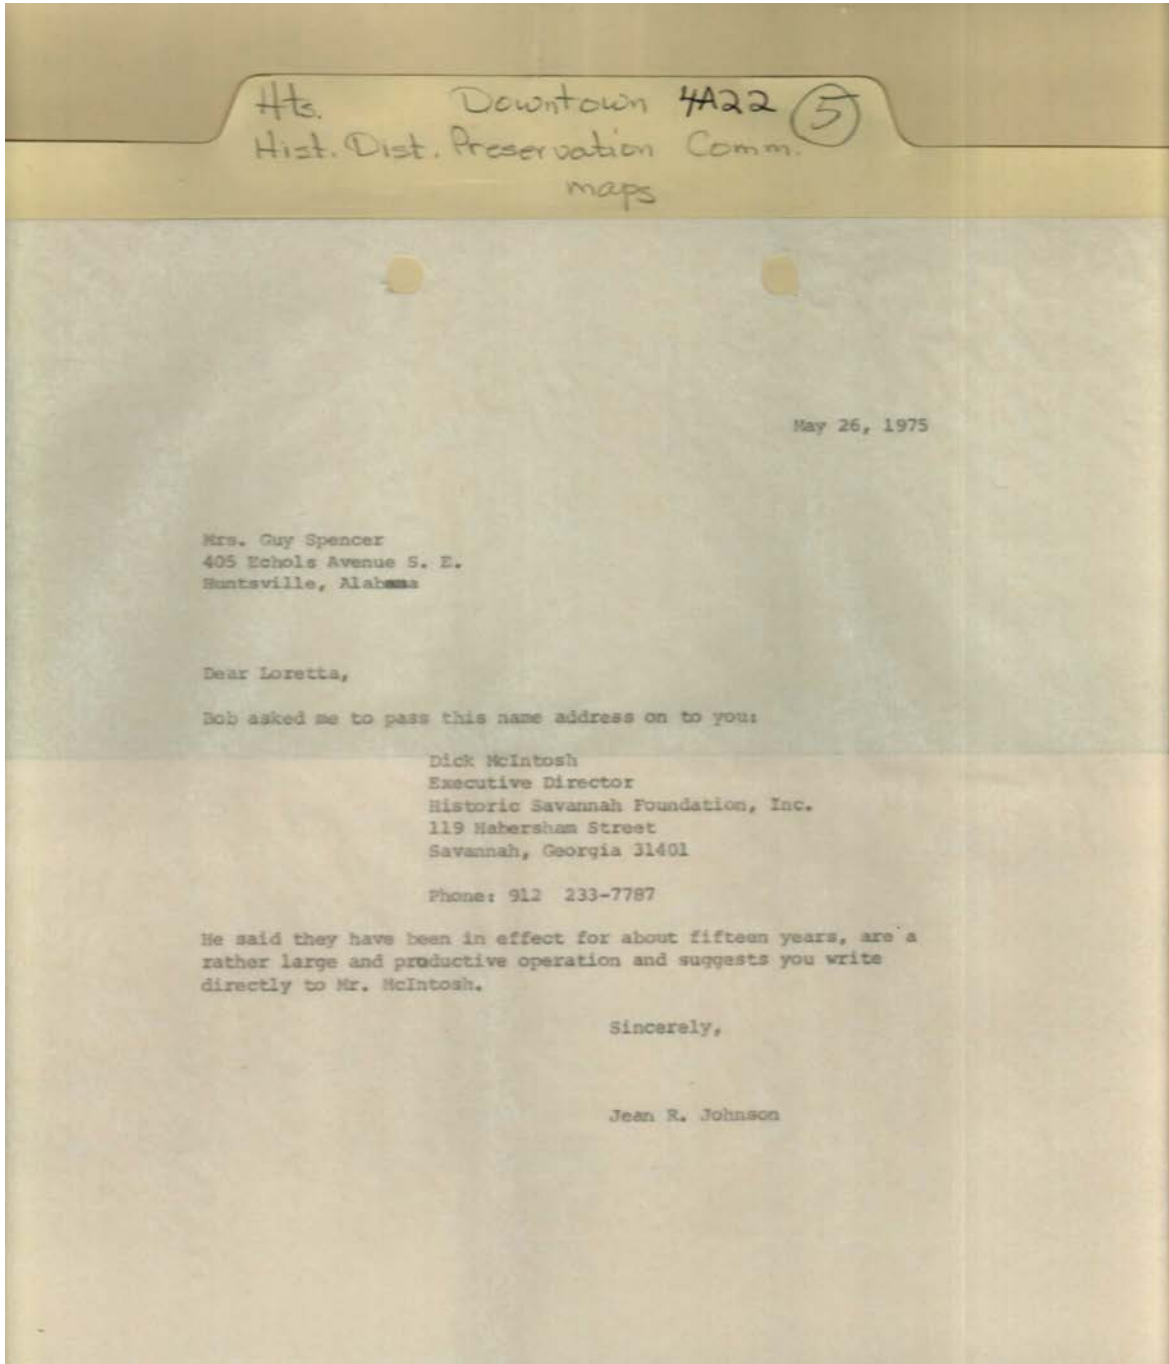 Hts. Downtown 4A22 5
Hist. Dist. Preservation Comm.
maps
May 26, 1975
Mrs. Guy Spencer
405 Echols Avenue S. E.
Huntsville, Alabama
Dear Loretta,
Bob asked me to pass this name address on to you:
Dick McIntosh
Executive Director
Historic Savannah Foundation, Inc.
119 Habersham Street
Savannah, Georgia 31401
Phone: 912 233-7787
He said they have been in effect for about fifteen years, are a
rather large and productive operation and suggests you write
directly to Mr. McIntosh.
Sincerely,
Jean R. Johnson